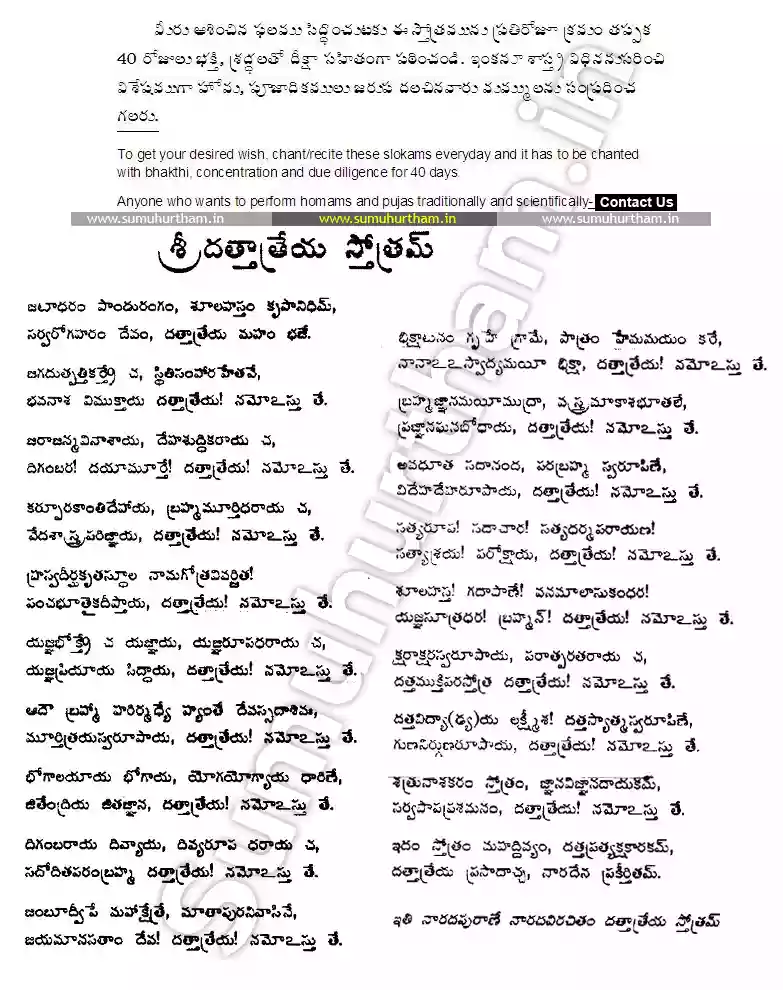 మీరు ఆశించిన ఫలము సిద్ధించుటకు ఈ స్తోత్రమును ప్రతిరోజూ క్రమం తప్పక
40 రోజులు భక్తి, శ్రద్ధలతో దీక్షా సహితంగా పఠించండి. ఇంకనూ శాస్త్ర విధిననుసరించి
విశేషముగా హోమ, పూజాదికములు జరుప దలచినవారు మమ్ములను సంప్రదించ
గలరు.
To get your desired wish, chant/recite these slokams everyday and it has to be chanted
with bhakthi, concentration and due diligence for 40 days.
Anyone who wants to perform homams and pujas traditionally and scientifically- Contact Us
www.sumuhurtham.in www.sumuhurtham.in www.sumuhurtham.in
శ్రీ దత్తాత్రేయ స్తోత్రమ్
జటాధరం పాండురంగం, శూలహస్తం కృపానిధిమ్,
సర్వరోగహరం దేవం, దత్తాత్రేయ మహం భజే.
జగదుత్పత్తికర్త్రే చ, స్థితిసంహారహేతవే,
భవపాశ విముక్తాయ దత్తాత్రేయ! నమోఽస్తు తే.
జరాజన్మవినాశాయ, దేహశుద్ధికరాయ చ,
దిగంబర! దయామూర్తే! దత్తాత్రేయ! నమోఽస్తు తే.
కర్పూరకాంతిదేహాయ, బ్రహ్మమూర్తిధరాయ చ,
వేదశాస్త్రపరిజ్ఞాయ, దత్తాత్రేయ! నమోఽస్తు తే.
హ్రస్వదీర్ఘకృతస్థూల నామగోత్రవివర్జిత!
పంచభూతైకదీప్తాయ, దత్తాత్రేయ! నమోఽస్తు తే.
యజ్ఞభోక్త్రే చ యజ్ఞాయ, యజ్ఞరూపధరాయ చ,
యజ్ఞప్రియాయ సిద్ధాయ, దత్తాత్రేయ! నమోఽస్తు తే.
ఆదౌ బ్రహ్మా హరిర్మధ్యే హ్యంతే దేవస్సదాశివః,
మూర్తిత్రయస్వరూపాయ, దత్తాత్రేయ! నమోఽస్తు తే.
భోగాలయాయ భోగాయ, యోగయోగ్యాయ ధారిణే,
జితేంద్రియ జితజ్ఞాన, దత్తాత్రేయ! నమోఽస్తు తే.
దిగంబరాయ దివ్యాయ, దివ్యరూప ధరాయ చ,
సదోదితపరంబ్రహ్మ దత్తాత్రేయ! నమోఽస్తు తే.
జంబూద్వీపే మహాక్షేత్రే, మాతాపురనివాసినే,
జయమానసతాం దేవ! దత్తాత్రేయ! నమోఽస్తు తే.
భిక్షాటనం గృహే గ్రామే, పాత్రం హేమమయం కరే,
నానాఽఽస్వాద్యమయీ భిక్షా, దత్తాత్రేయ! నమోఽస్తు తే.
బ్రహ్మజ్ఞానమయీముద్రా, వస్త్రమాకాశభూతలే,
ప్రజ్ఞానఘనబోధాయ, దత్తాత్రేయ! నమోఽస్తు తే.
అవధూత సదానంద, పరబ్రహ్మ స్వరూపిణే,
విదేహదేహరూపాయ, దత్తాత్రేయ! నమోఽస్తు తే.
సత్యరూప! సదాచార! సత్యధర్మపరాయణ!
సత్యాశ్రయ! పరోక్షాయ, దత్తాత్రేయ! నమోఽస్తు తే.
శూలహస్త! గదాపాణే! వనమాలాసుకంధర!
యజ్ఞసూత్రధర! బ్రహ్మన్! దత్తాత్రేయ! నమోఽస్తు తే.
క్షరాక్షరస్వరూపాయ, పరాత్పరతరాయ చ,
దత్తముక్తిపరస్తోత్ర దత్తాత్రేయ! నమోఽస్తు తే.
దత్తవిద్యా(ఢ్య)య లక్ష్మీశ! దత్తస్వాత్మస్వరూపిణే,
గుణనిర్గుణరూపాయ, దత్తాత్రేయ! నమోఽస్తు తే.
శత్రునాశకరం స్తోత్రం, జ్ఞానవిజ్ఞానదాయకమ్,
సర్వపాపప్రశమనం, దత్తాత్రేయ! నమోఽస్తు తే.
ఇదం స్తోత్రం మహద్దివ్యం, దత్తప్రత్యక్షకారకమ్,
దత్తాత్రేయ ప్రసాదాచ్చ, నారదేన ప్రకీర్తితమ్.
ఇతి నారదపురాణే నారదవిరచితం దత్తాత్రేయ స్తోత్రమ్
Sumuhurtham.in